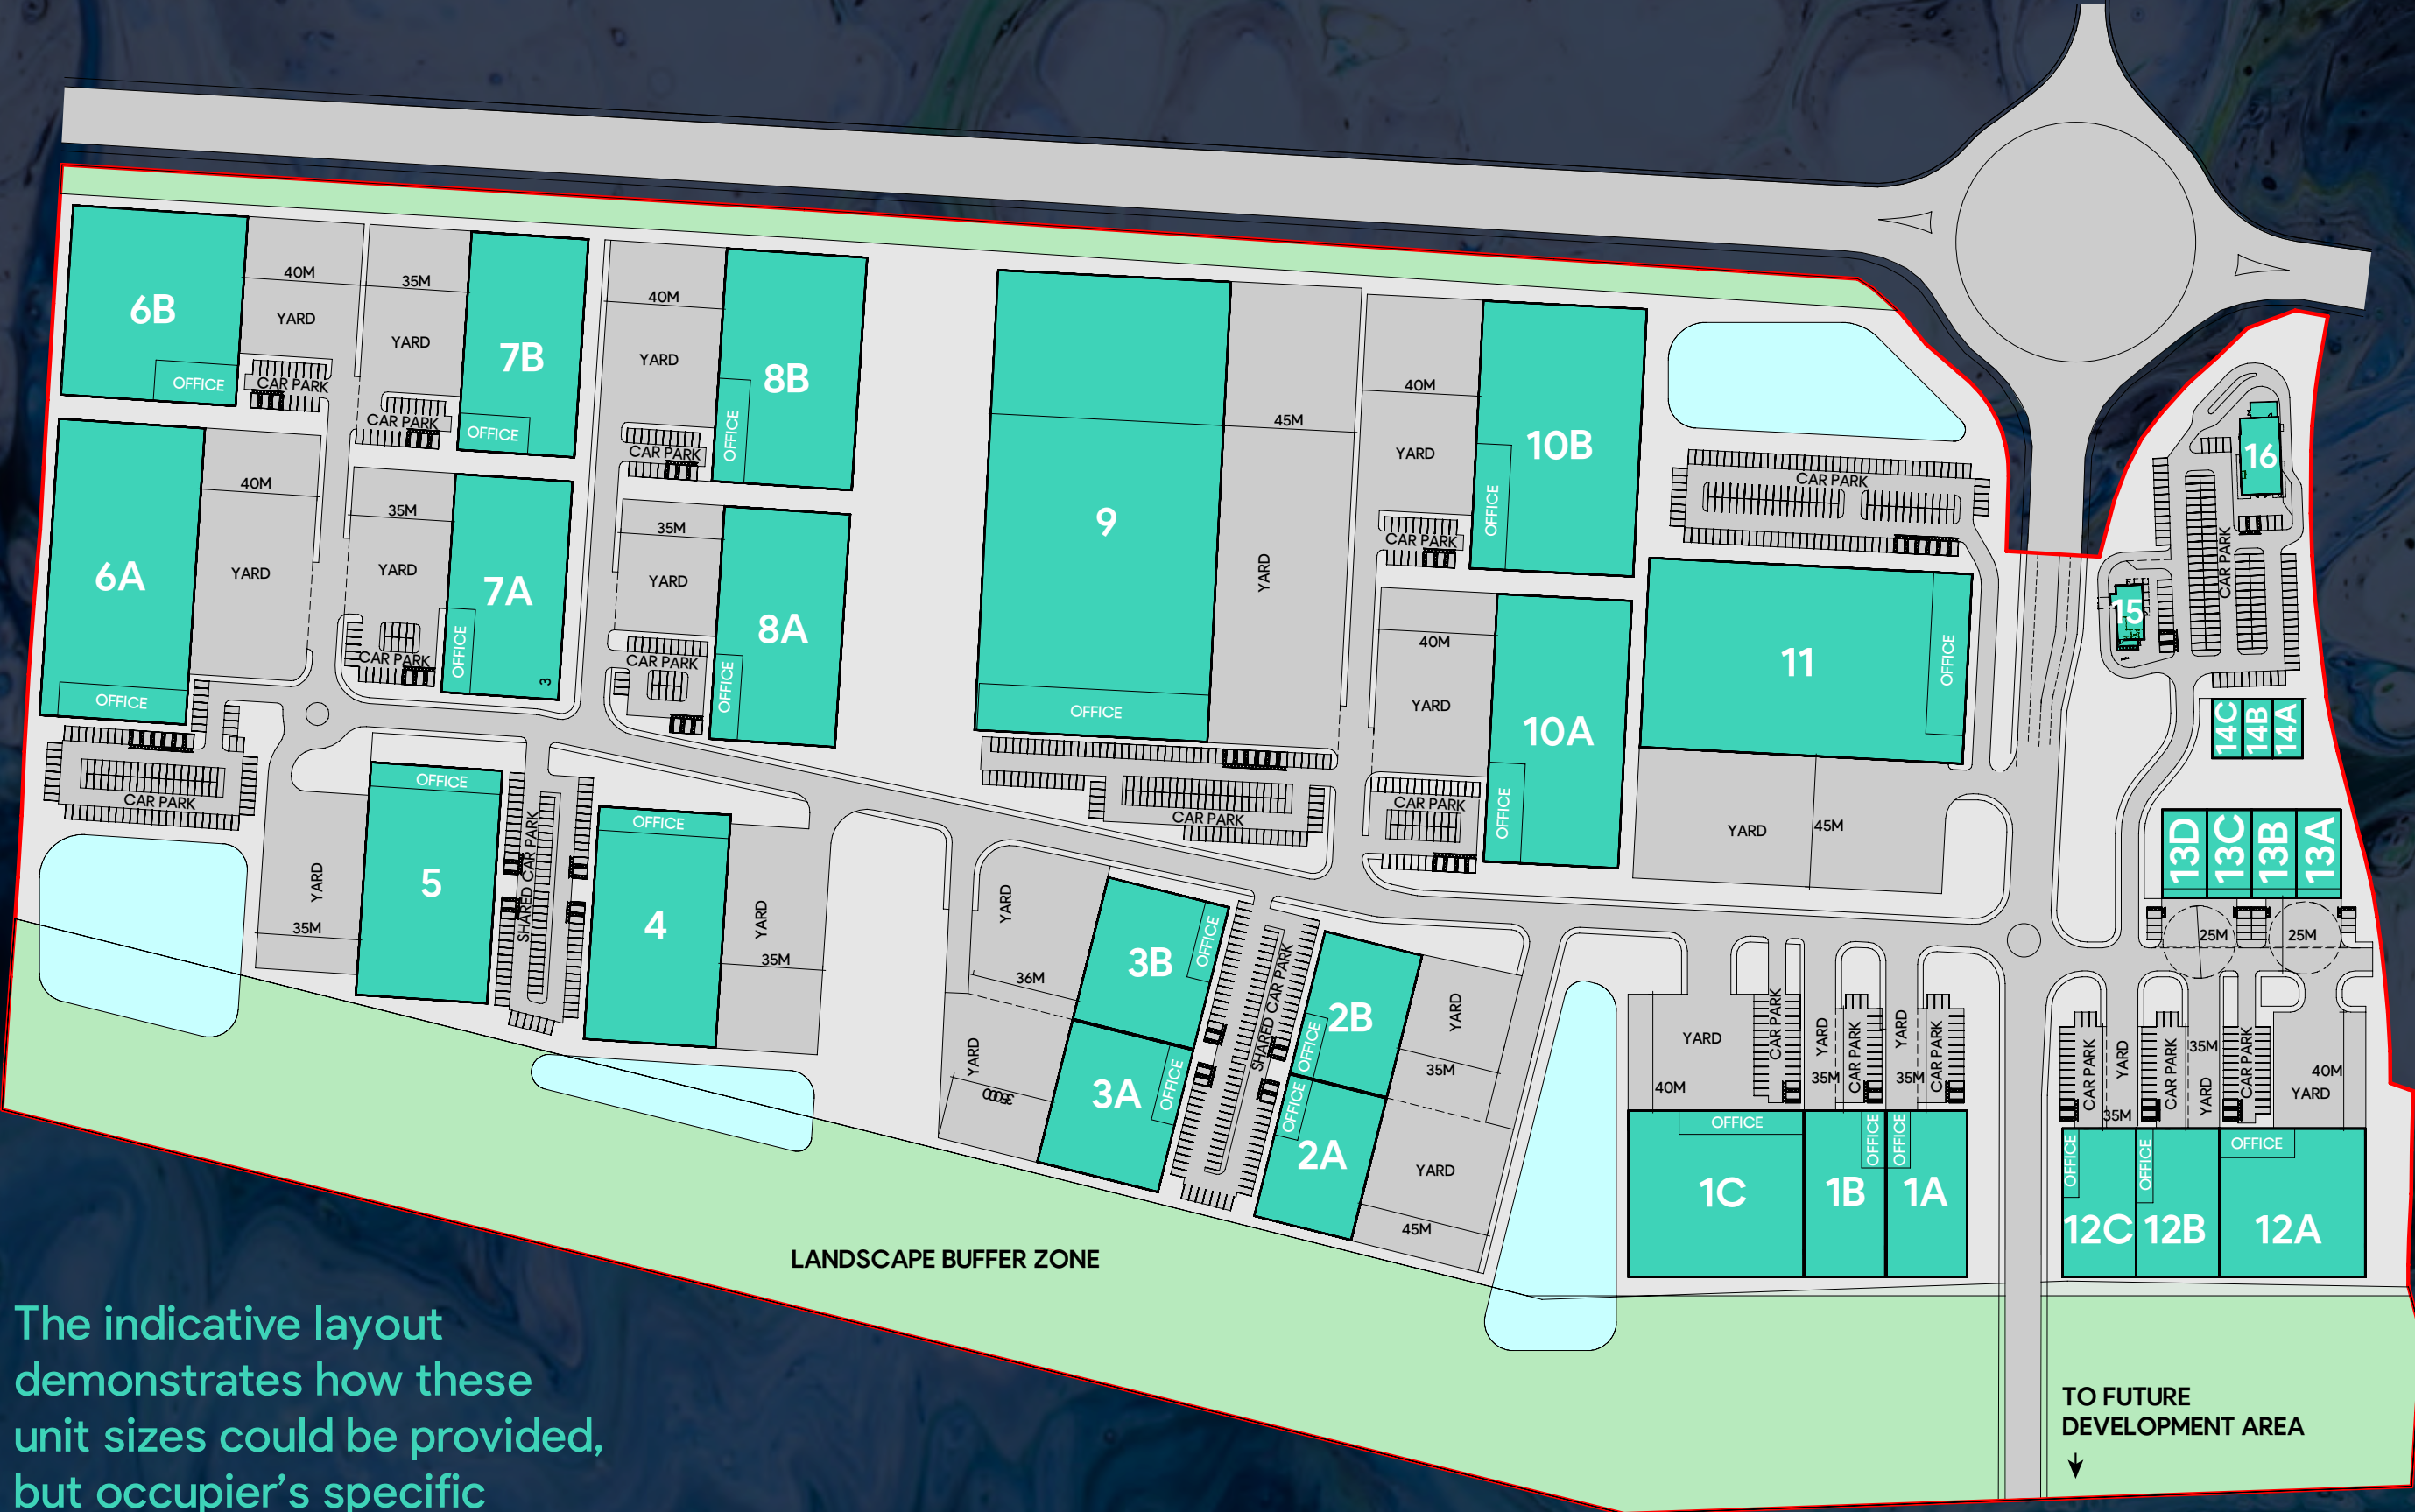 6B
OFFICE
40M
YARD
CAR PARK
35M
YARD
CAR PARK
7B
OFFICE
40M
YARD
CAR PARK
8B
OFFICE
9
OFFICE
45M
YARD
CAR PARK
40M
YARD
CAR PARK
10B
OFFICE
CAR PARK
11
OFFICE
YARD
45M
16
15
CAR PARK
6A
OFFICE
40M
YARD
CAR PARK
35M
YARD
CAR PARK
7A
OFFICE
3
35M
YARD
CAR PARK
8A
OFFICE
40M
YARD
CAR PARK
10A
OFFICE
14C
14B
14A
13D
13C
13B
13A
25M
25M
YARD
35M
OFFICE
5
SHARED CAR PARK
OFFICE
4
YARD
35M
YARD
36M
3B
OFFICE
YARD
36000
3A
OFFICE
SHARED CAR PARK
2B
OFFICE
YARD
35M
2A
OFFICE
YARD
45M
YARD
40M
CAR PARK
YARD
35M
CAR PARK
YARD
35M
CAR PARK
OFFICE
1C
OFFICE
1B
OFFICE
1A
CAR PARK
YARD
35M
CAR PARK
35M
YARD
CAR PARK
40M
YARD
OFFICE
12C
OFFICE
12B
OFFICE
12A
LANDSCAPE BUFFER ZONE
TO FUTURE
DEVELOPMENT AREA
The indicative layout
demonstrates how these
unit sizes could be provided,
but occupier's specific